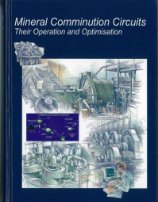 Mineral Comminution Circuits
Their Operation and Optimisation